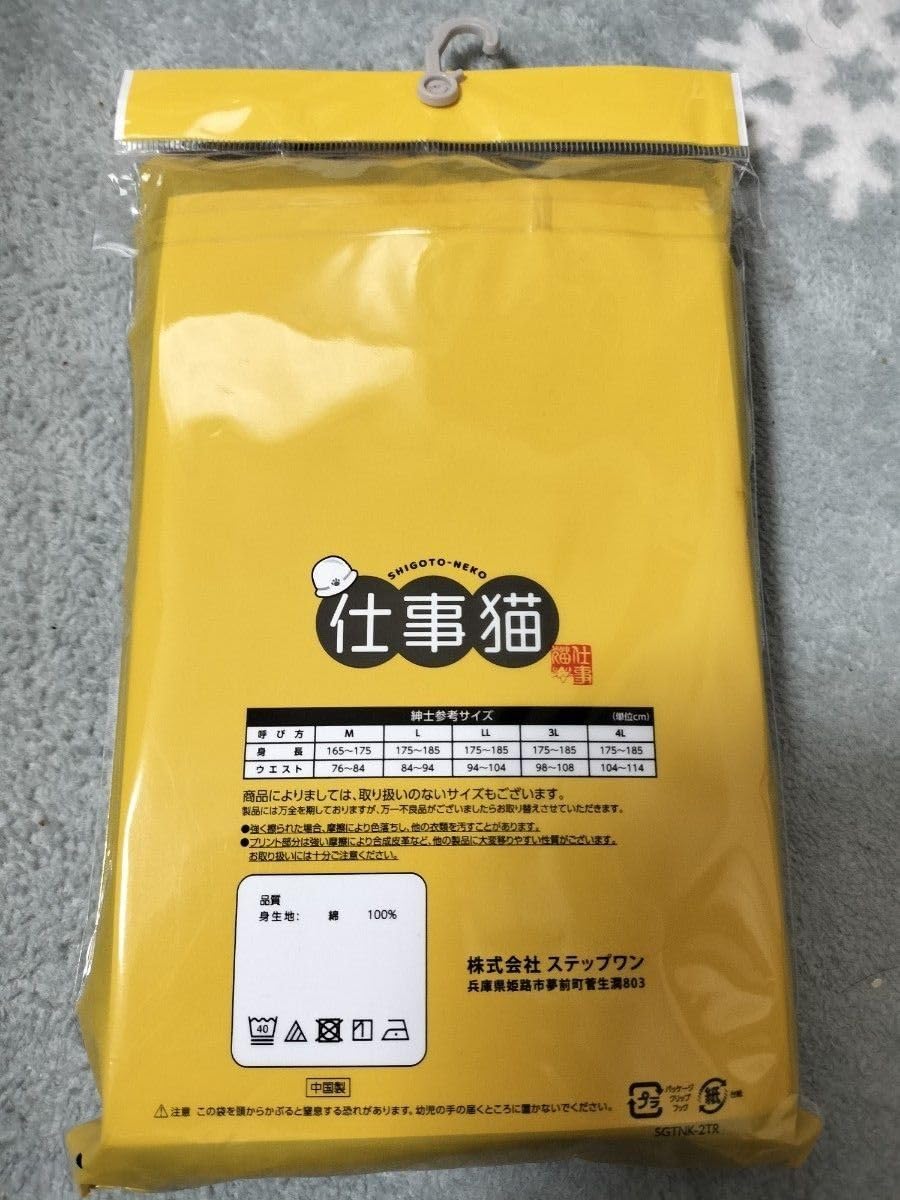 SHIGOTO-NEKO
仕事猫
仕事猫
紳士参考サイズ (単位cm)
呼び方 M L LL 3L 4L
身長 165〜175 175〜185 175〜185 175〜185 175〜185
ウエスト 76〜84 84〜94 94〜104 98〜108 104〜114
商品によりましては、取り扱いのないサイズもございます。
製品には万全を期しておりますが、万一不良品がございましたらお取り替えさせていただきます。
●強く擦られた場合、摩擦により色落ちし、他の衣類を汚すことがあります。
●プリント部分は強い摩擦により合成皮革など、他の製品に大変移りやすい性質がございます。
お取り扱いには十分ご注意ください。
品質
身生地: 綿 100%
株式会社 ステップワン
兵庫県姫路市夢前町菅生澗803
40
中国製
⚠注意 この袋を頭からかぶると窒息する恐れがあります。幼児の手の届くところに置かないでください。
プラ パッケージ
グリップ
フック
紙 台紙
SGTNK-2TR